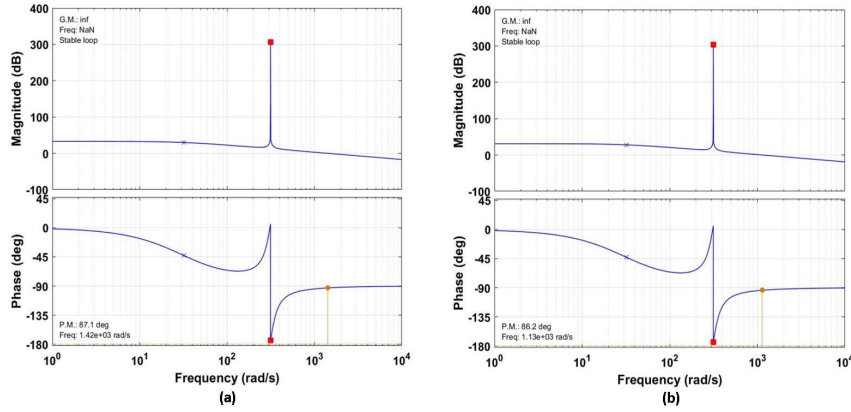 G.M.: inf
Freq: NaN
Stable loop
400
300
200
100
0
-100
Magnitude (dB)
45
0
-45
-90
-135
-180
Phase (deg)
P.M.: 87.1 deg
Freq: 1.42e+03 rad/s
10^0
10^1
10^2
10^3
10^4
Frequency (rad/s)
(a)
G.M.: inf
Freq: NaN
Stable loop
400
300
200
100
0
-100
Magnitude (dB)
45
0
-45
-90
-135
-180
Phase (deg)
P.M.: 86.2 deg
Freq: 1.13e+03 rad/s
10^0
10^1
10^2
10^3
10^4
Frequency (rad/s)
(b)